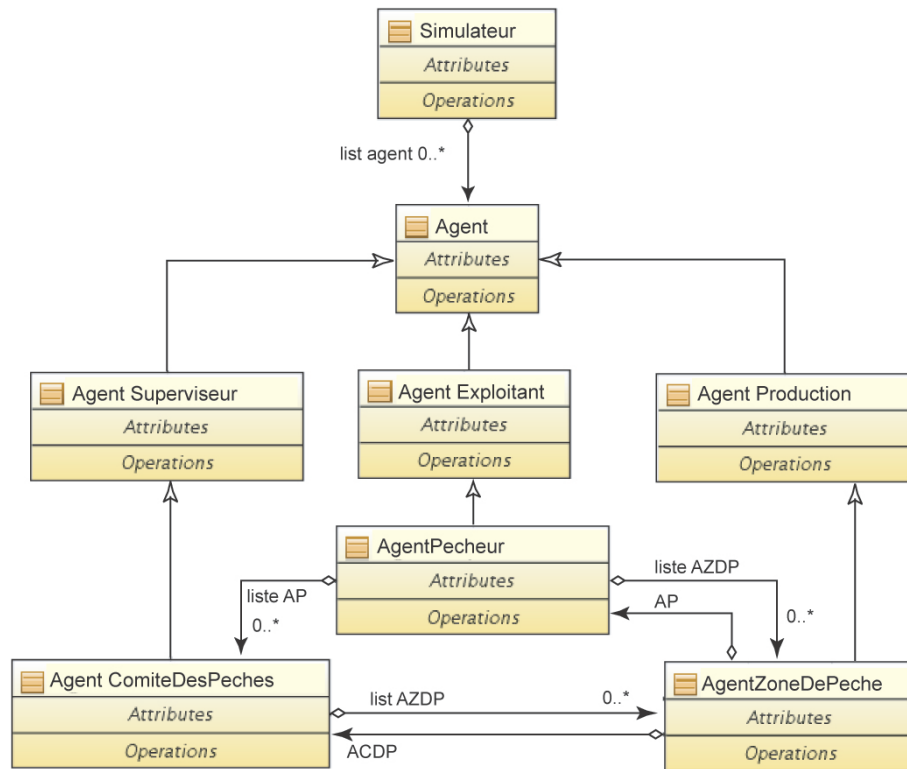 Simulateur
Attributes
Operations
list agent 0..*
Agent
Attributes
Operations
Agent Superviseur
Attributes
Operations
Agent Exploitant
Attributes
Operations
Agent Production
Attributes
Operations
AgentPecheur
Attributes
Operations
liste AP
0..*
liste AZDP
AP
0..*
Agent ComiteDesPeches
Attributes
Operations
list AZDP
0..*
ACDP
AgentZoneDePeche
Attributes
Operations